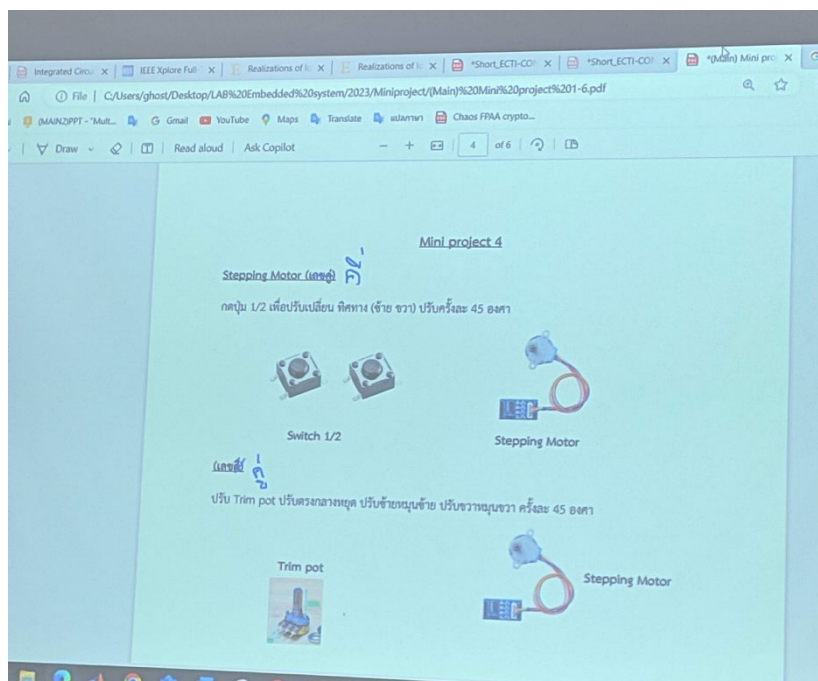 Integrated Circu
IEEE Xplore Full-
Realizations of
Realizations of
*Short_ECTI-CO
*Short_ECTI-CO
*(Main) Mini pro
File | C:/Users/ghost/Desktop/LAB%20Embedded%20system/2023/Miniproject/(Main)%20Mini%20project%201-6.pdf
(MAIN2)PPT - "Mult...
Gmail
YouTube
Maps
Translate
แปลภาษา
Chaos FPAA crypto...
Draw
Read aloud
Ask Copilot
4 of 6
Mini project 4
Stepping Motor (เลขคู่) คี่
กดปุ่ม 1/2 เพื่อปรับเปลี่ยน ทิศทาง (ซ้าย ขวา) ปรับครั้งละ 45 องศา
Switch 1/2
Stepping Motor
คู่
ปรับ Trim pot ปรับตรงกลางหยุด ปรับซ้ายหมุนซ้าย ปรับขวาหมุนขวา ครั้งละ 45 องศา
Trim pot
Stepping Motor